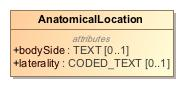 AnatomicalLocation
attributes
+bodySide : TEXT [0..1]
+laterality : CODED_TEXT [0..1]